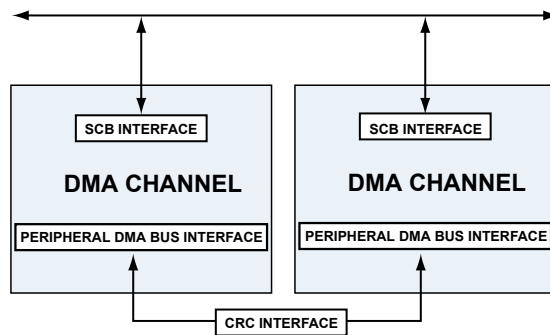 SCB INTERFACE
SCB INTERFACE
DMA CHANNEL
DMA CHANNEL
PERIPHERAL DMA BUS INTERFACE
PERIPHERAL DMA BUS INTERFACE
CRC INTERFACE